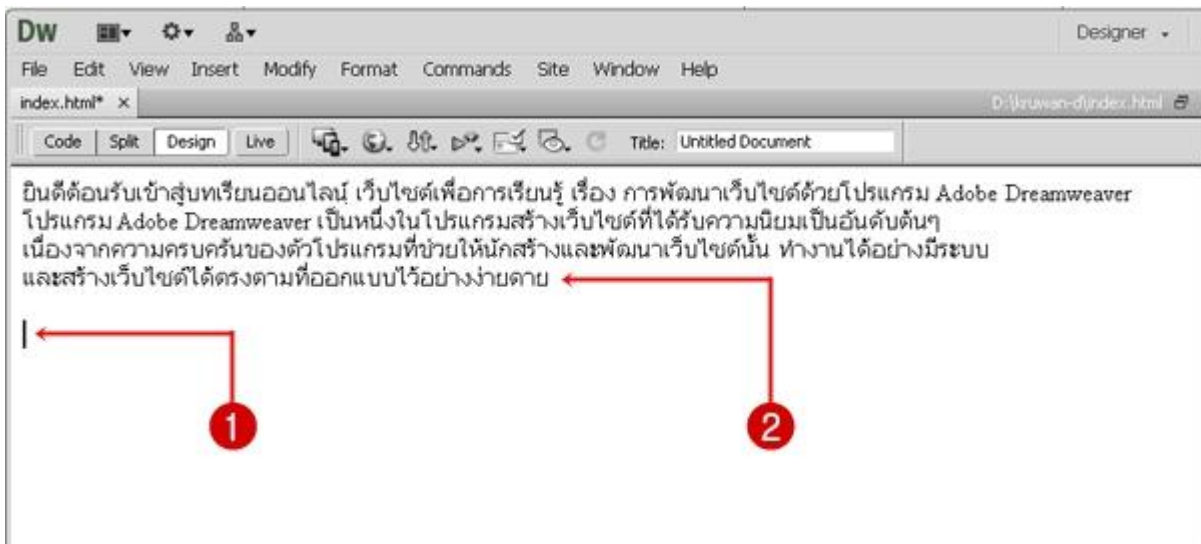 Dw
Designer
File Edit View Insert Modify Format Commands Site Window Help
index.html* × D:\kruwan-d\index.html
Code Split Design Live Title: Untitled Document
ยินดีต้อนรับเข้าสู่บทเรียนออนไลน์ เว็บไซต์เพื่อการเรียนรู้ เรื่อง การพัฒนาเว็บไซต์ด้วยโปรแกรม Adobe Dreamweaver
โปรแกรม Adobe Dreamweaver เป็นหนึ่งในโปรแกรมสร้างเว็บไซต์ที่ได้รับความนิยมเป็นอันดับต้นๆ
เนื่องจากความครบครันของตัวโปรแกรมที่ช่วยให้นักสร้างและพัฒนาเว็บไซต์นั้น ทำงานได้อย่างมีระบบ
และสร้างเว็บไซต์ได้ตรงตามที่ออกแบบไว้อย่างง่ายดาย
1 2